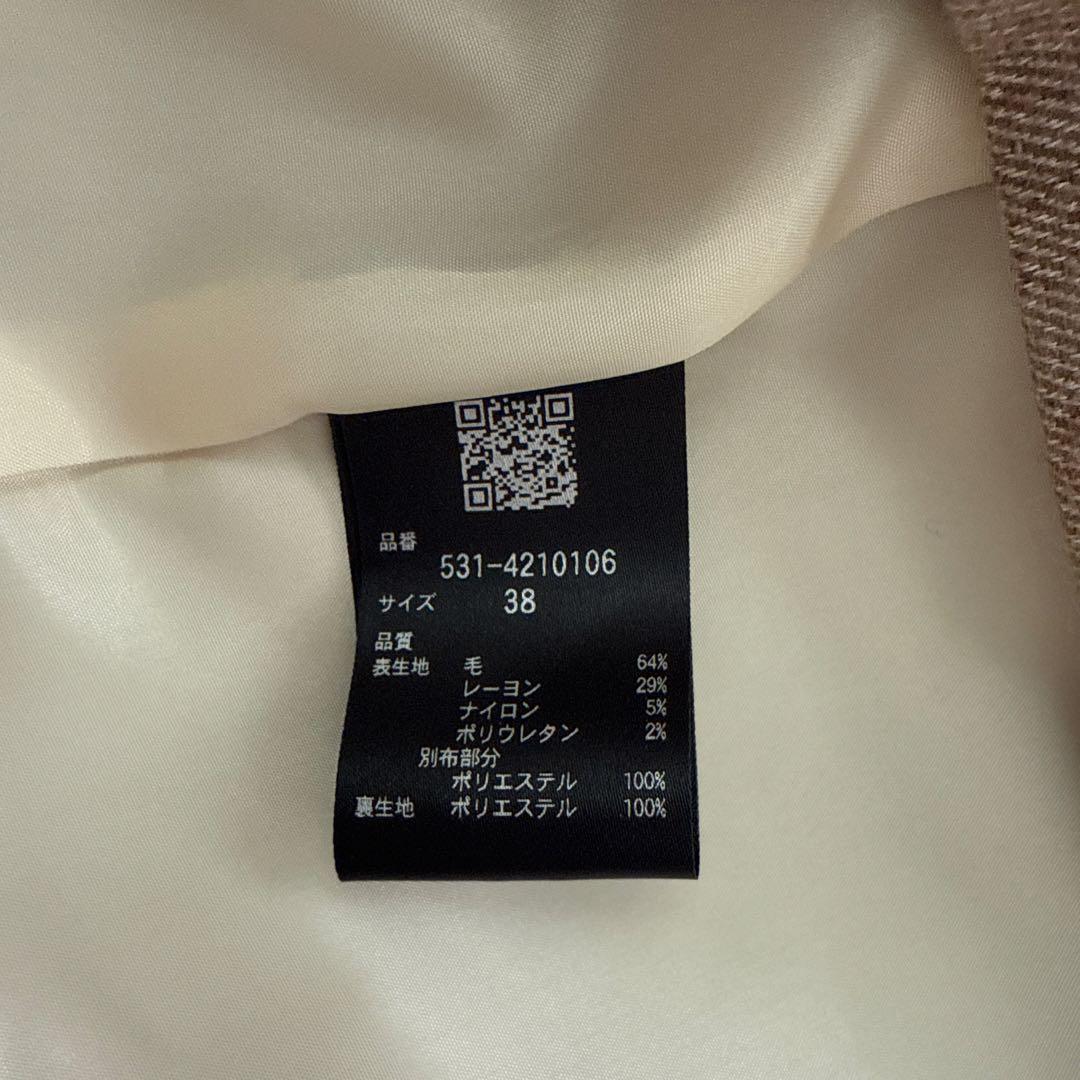 品番
531-4210106
サイズ 38
品質
表生地 毛 64%
レーヨン 29%
ナイロン 5%
ポリウレタン 2%
別布部分
ポリエステル 100%
裏生地 ポリエステル 100%